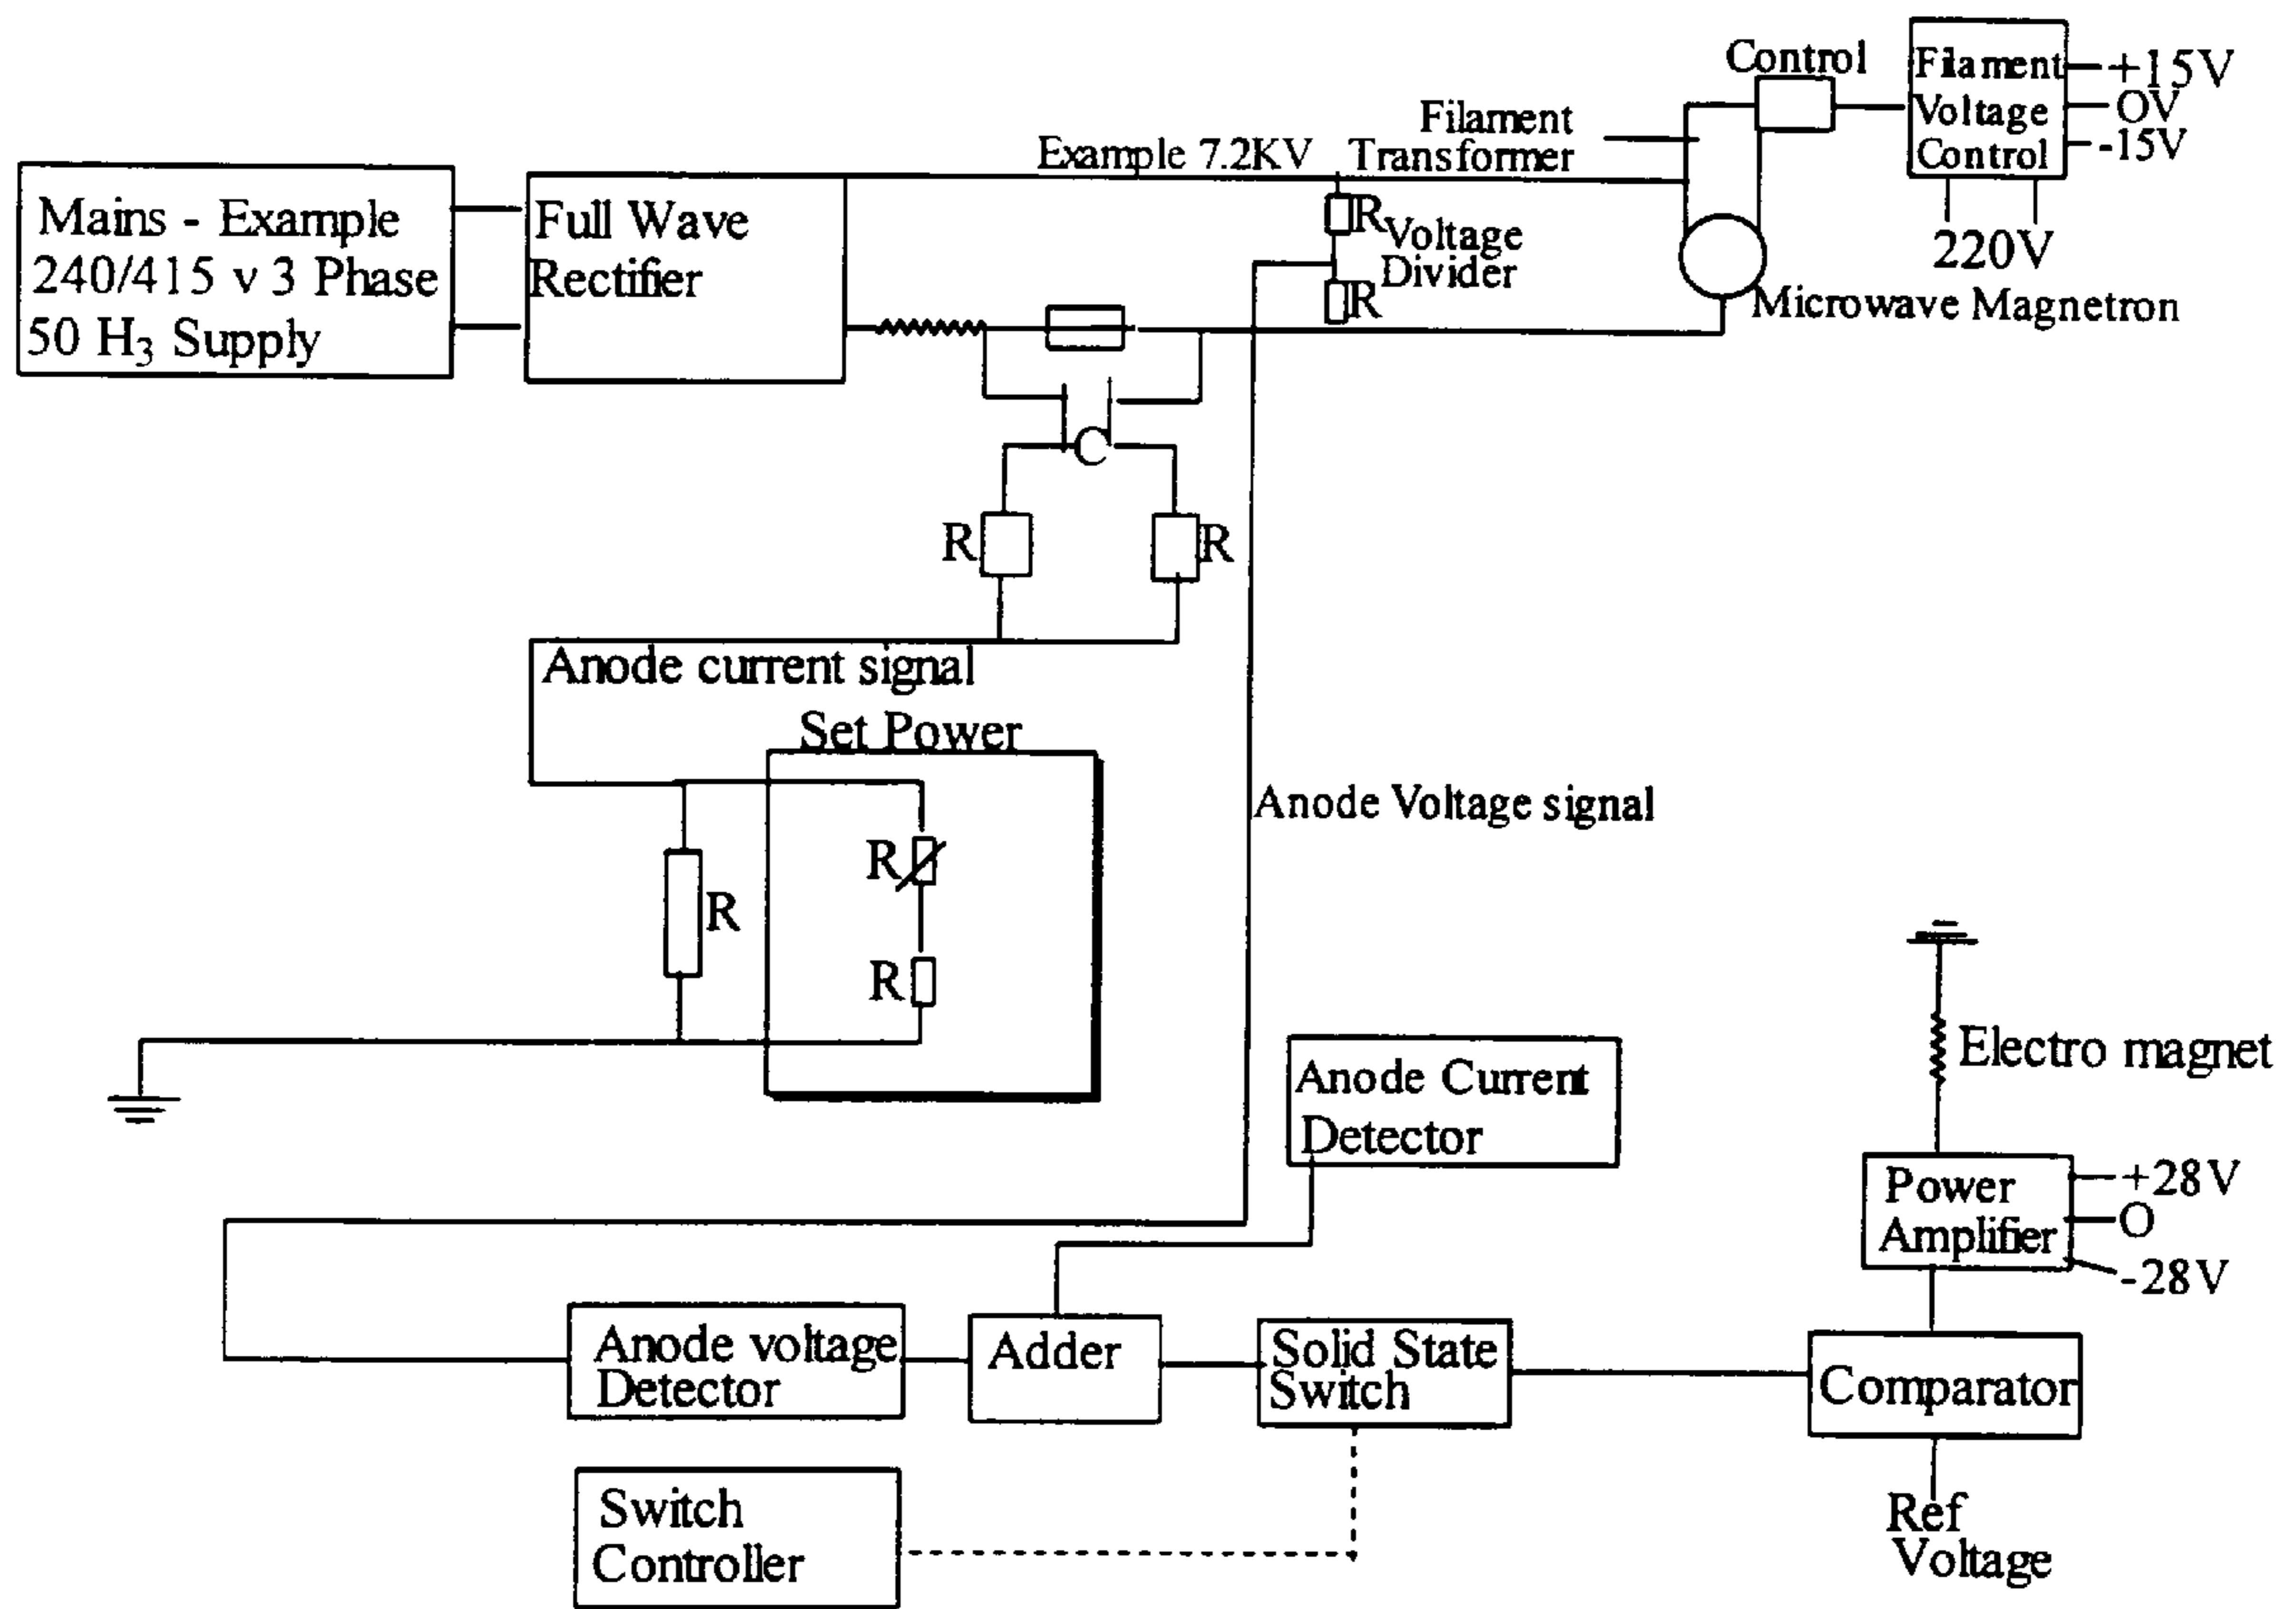 Control
Filament
Voltage
Control
+15V
OV
-15V
220V
Filament
Transformer
Example 7.2KV
Mains - Example
240/415 v 3 Phase
50 H₃ Supply
Full Wave
Rectifier
R
Voltage
Divider
R
Microwave Magnetron
C
R
R
Anode current signal
Set Power
R
R
R
Anode Voltage signal
Electro magnet
Anode Current
Detector
Power
Amplifier
+28V
O
-28V
Anode voltage
Detector
Adder
Solid State
Switch
Comparator
Switch
Controller
Ref
Voltage